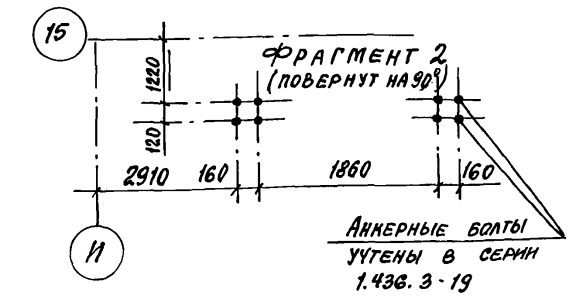 15
ФРАГМЕНТ 2
(ПОВЕРНУТ НА 90°)
1220
120
2910 160 1860 160
И
АНКЕРНЫЕ БОЛТЫ
УЧТЕНЫ В СЕРИИ
1.436.3-19